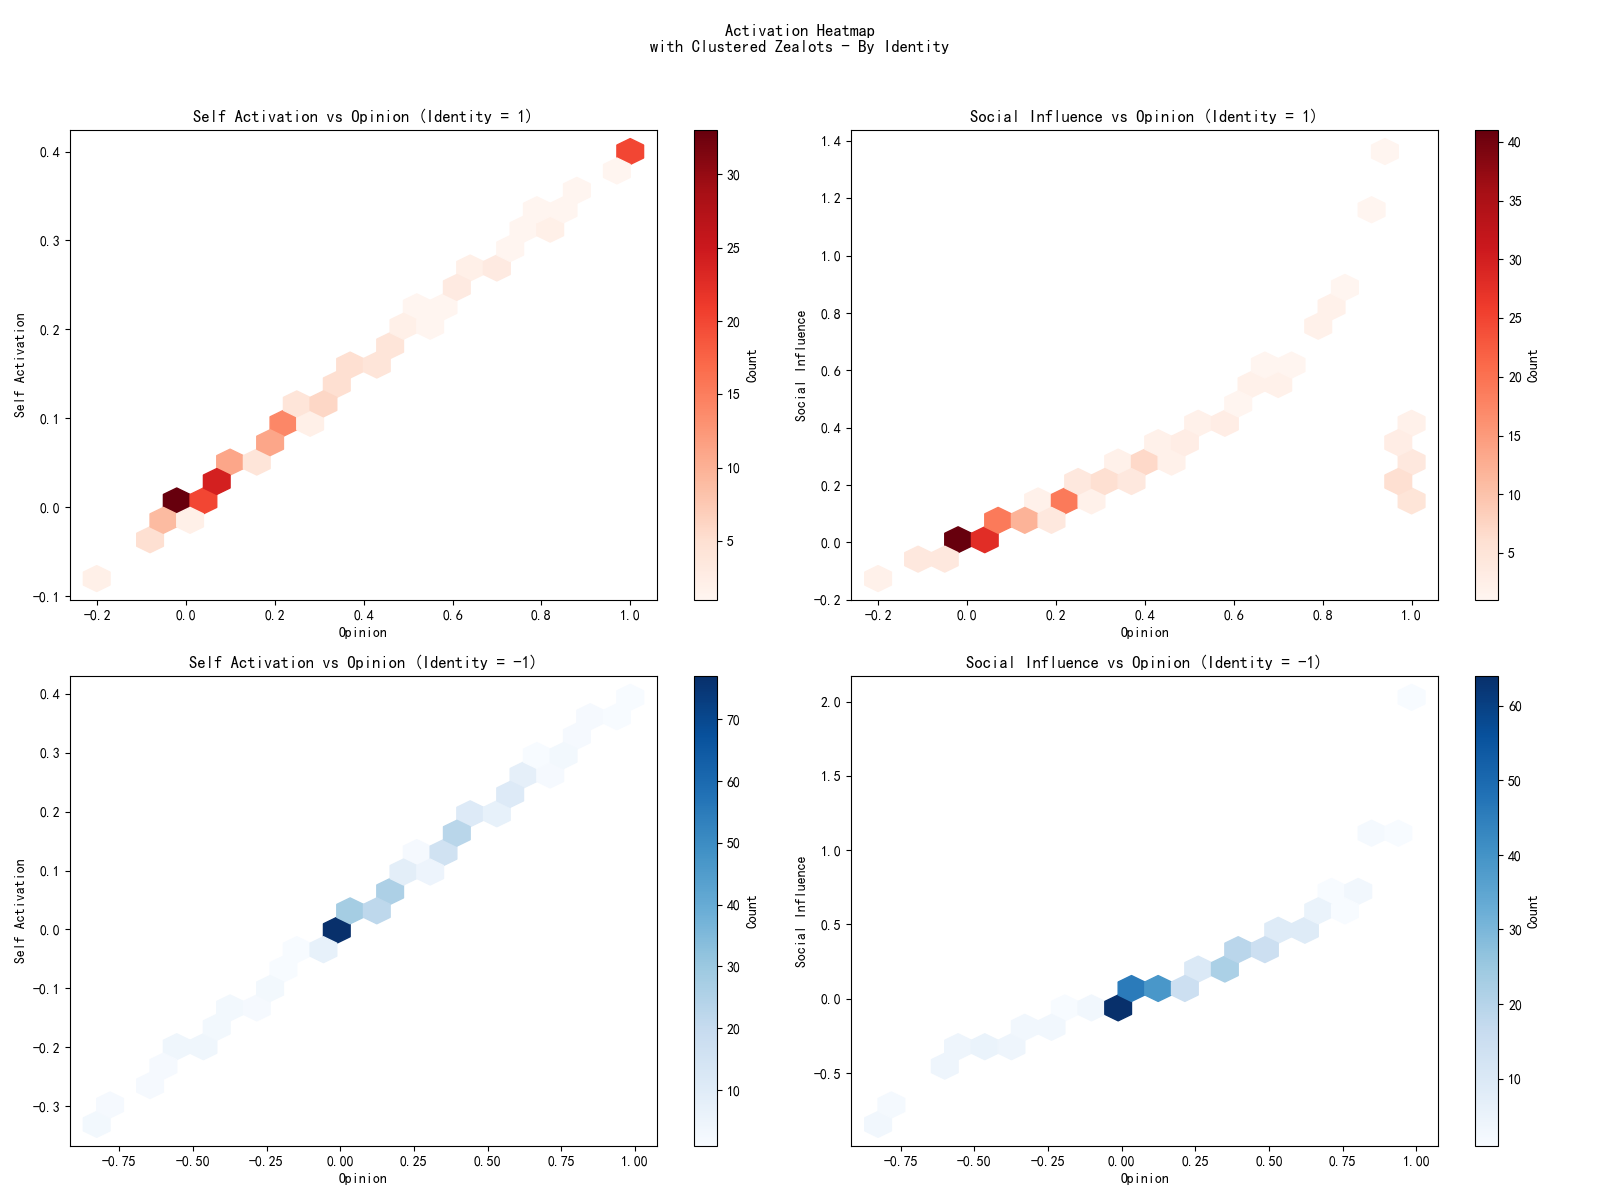 Activation Heatmap
with Clustered Zealots - By Identity
Self Activation vs Opinion (Identity = 1)
Self Activation
0.4
0.3
0.2
0.1
0.0
-0.1
-0.2 0.0 0.2 0.4 0.6 0.8 1.0
Opinion
30
25
20
15
10
5
Count
Social Influence vs Opinion (Identity = 1)
Social Influence
1.4
1.2
1.0
0.8
0.6
0.4
0.2
0.0
-0.2
-0.2 0.0 0.2 0.4 0.6 0.8 1.0
Opinion
40
35
30
25
20
15
10
5
Count
Self Activation vs Opinion (Identity = -1)
Self Activation
0.4
0.3
0.2
0.1
0.0
-0.1
-0.2
-0.3
-0.75 -0.50 -0.25 0.00 0.25 0.50 0.75 1.00
Opinion
70
60
50
40
30
20
10
Count
Social Influence vs Opinion (Identity = -1)
Social Influence
2.0
1.5
1.0
0.5
0.0
-0.5
-0.75 -0.50 -0.25 0.00 0.25 0.50 0.75 1.00
Opinion
60
50
40
30
20
10
Count